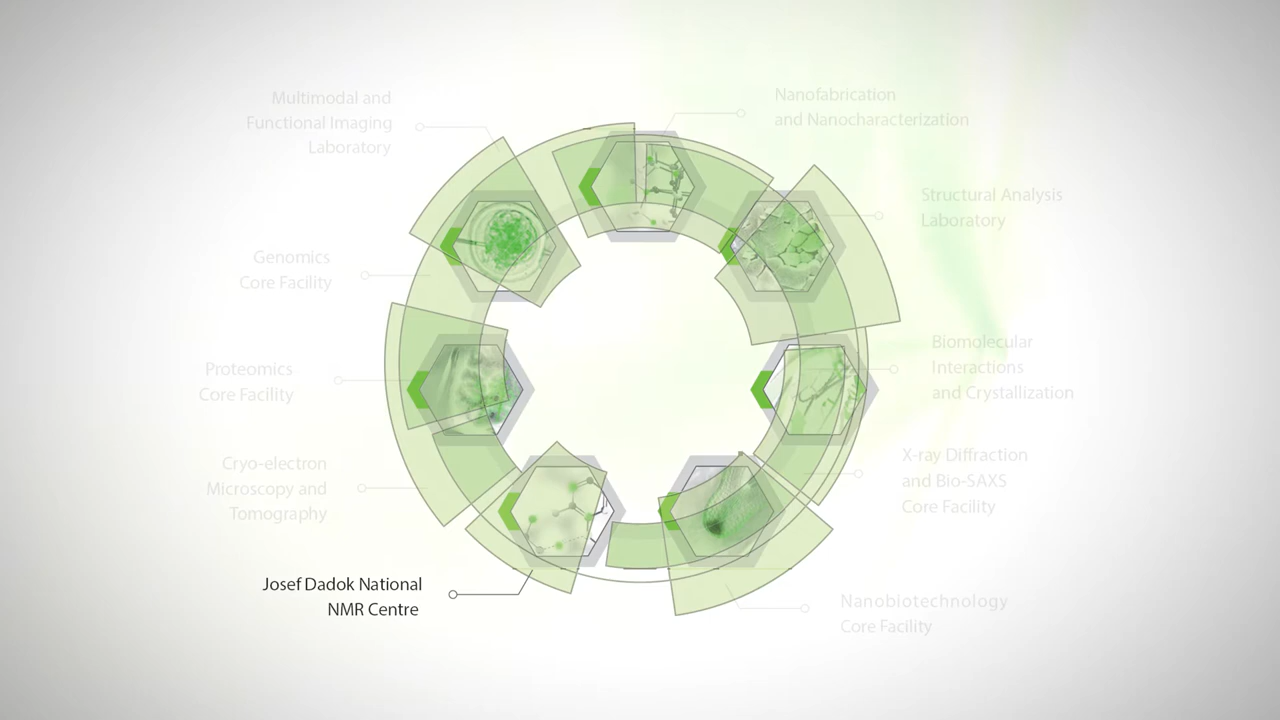 Multimodal and
Functional Imaging
Laboratory
Nanofabrication
and Nanocharacterization
Structural Analysis
Laboratory
Genomics
Core Facility
Biomolecular
Interactions
and Crystallization
Proteomics
Core Facility
Cryo-electron
Microscopy and
Tomography
X-ray Diffraction
and Bio-SAXS
Core Facility
Josef Dadok National
NMR Centre
Nanobiotechnology
Core Facility